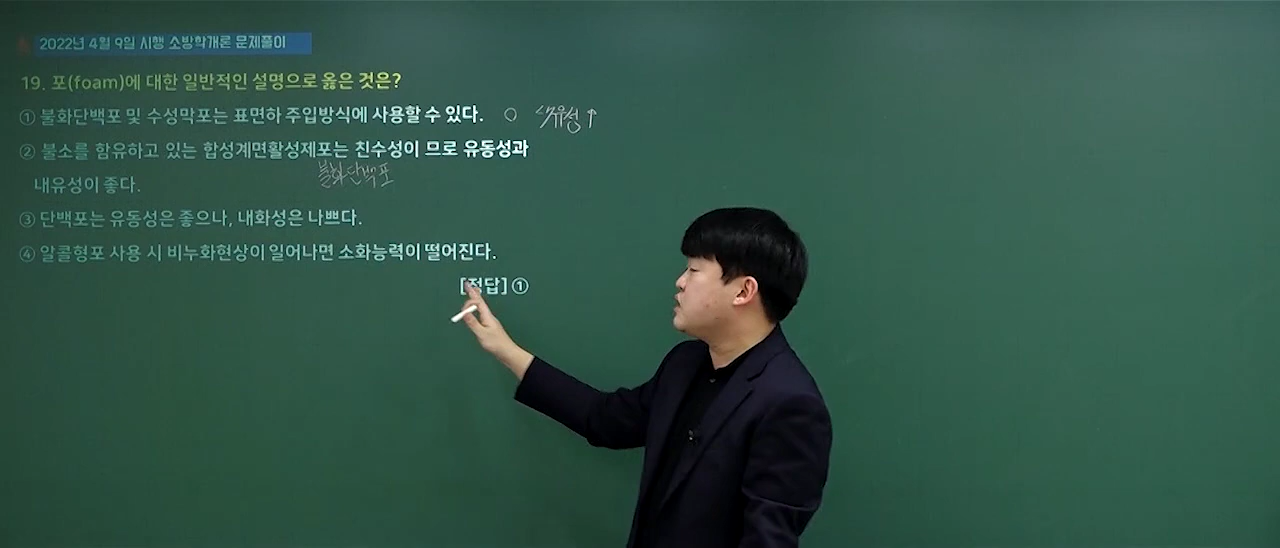 2022년 4월 9일 시행 소방학개론 문제풀이
19. 포(foam)에 대한 일반적인 설명으로 옳은 것은?
① 불화단백포 및 수성막포는 표면하 주입방식에 사용할 수 있다. ○ 내유성↑
② 불소를 함유하고 있는 합성계면활성제포는 친수성이 므로 유동성과
불화단백포
내유성이 좋다.
③ 단백포는 유동성은 좋으나, 내화성은 나쁘다.
④ 알콜형포 사용 시 비누화현상이 일어나면 소화능력이 떨어진다.
[정답] ①